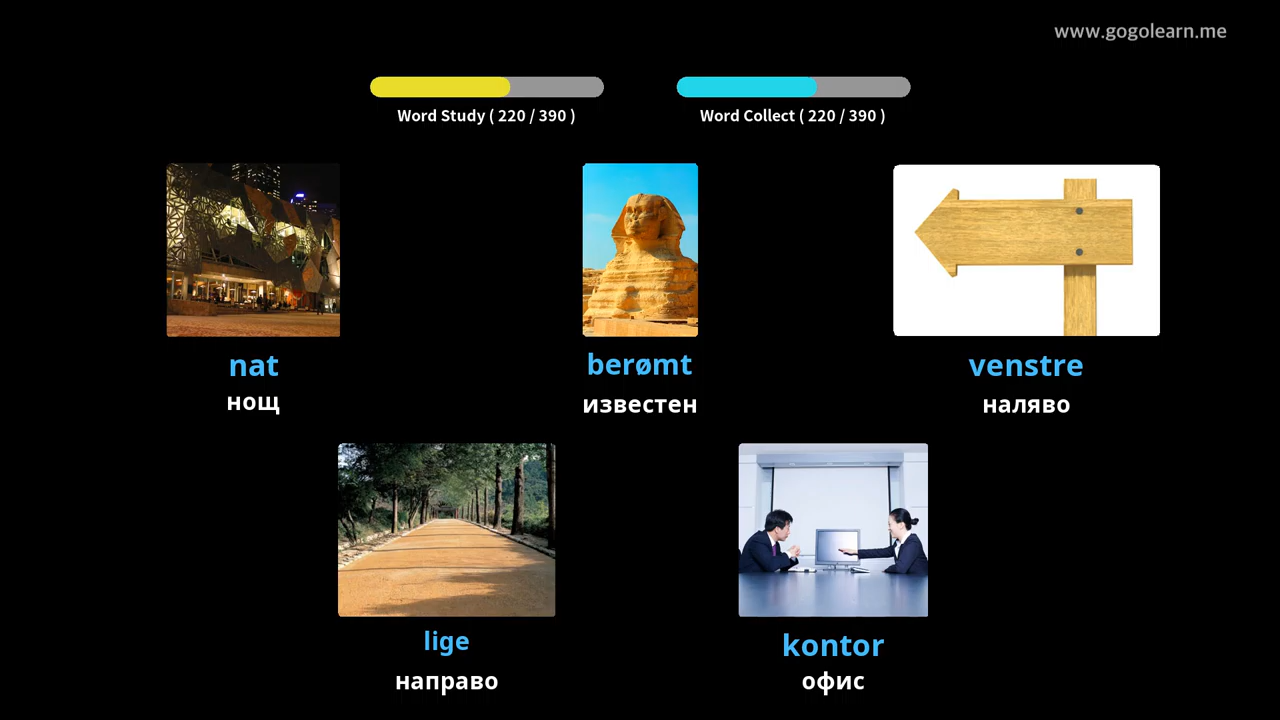 www.gogolearn.me
Word Study ( 220 / 390 )
Word Collect ( 220 / 390 )
nat
нощ
berømt
известен
venstre
наляво
lige
направо
kontor
офис